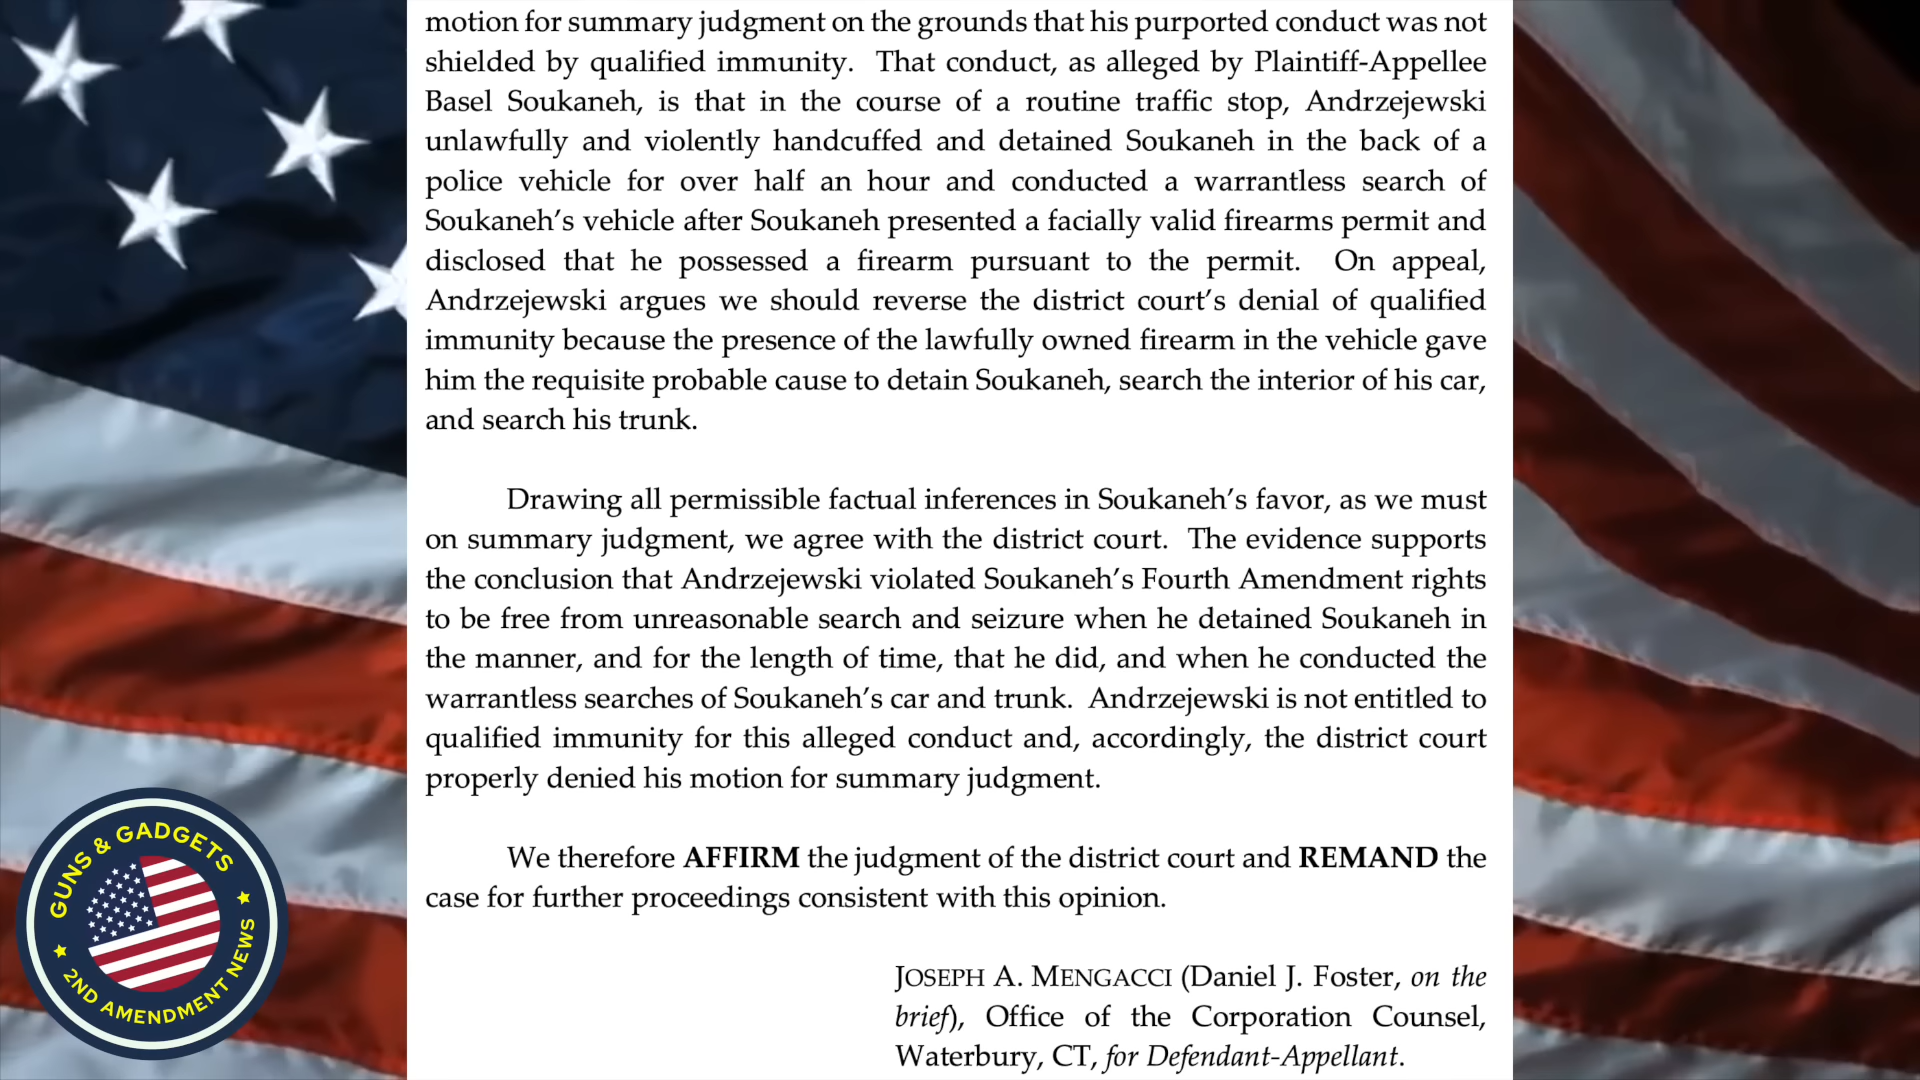 motion for summary judgment on the grounds that his purported conduct was not
shielded by qualified immunity. That conduct, as alleged by Plaintiff-Appellee
Basel Soukaneh, is that in the course of a routine traffic stop, Andrzejewski
unlawfully and violently handcuffed and detained Soukaneh in the back of a
police vehicle for over half an hour and conducted a warrantless search of
Soukaneh’s vehicle after Soukaneh presented a facially valid firearms permit and
disclosed that he possessed a firearm pursuant to the permit. On appeal,
Andrzejewski argues we should reverse the district court’s denial of qualified
immunity because the presence of the lawfully owned firearm in the vehicle gave
him the requisite probable cause to detain Soukaneh, search the interior of his car,
and search his trunk.
Drawing all permissible factual inferences in Soukaneh’s favor, as we must
on summary judgment, we agree with the district court. The evidence supports
the conclusion that Andrzejewski violated Soukaneh’s Fourth Amendment rights
to be free from unreasonable search and seizure when he detained Soukaneh in
the manner, and for the length of time, that he did, and when he conducted the
warrantless searches of Soukaneh’s car and trunk. Andrzejewski is not entitled to
qualified immunity for this alleged conduct and, accordingly, the district court
properly denied his motion for summary judgment.
We therefore AFFIRM the judgment of the district court and REMAND the
case for further proceedings consistent with this opinion.
JOSEPH A. MENGACCI (Daniel J. Foster, on the
brief), Office of the Corporation Counsel,
Waterbury, CT, for Defendant-Appellant.
GUNS & GADGETS
2ND AMENDMENT NEWS